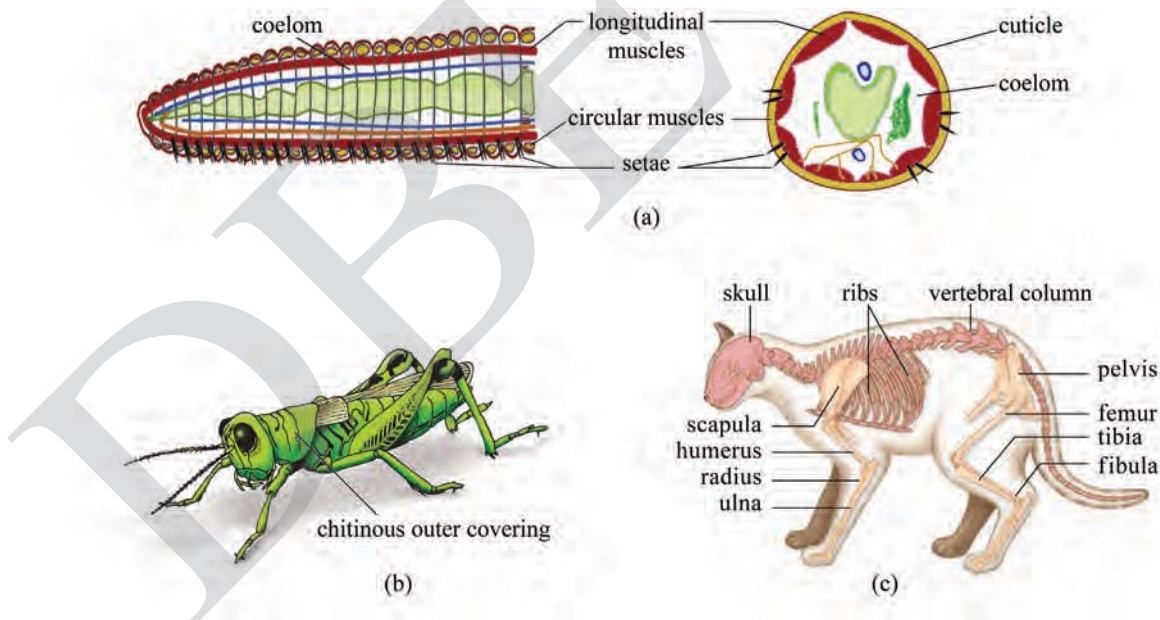 coelom
longitudinal
muscles
cuticle
coelom
circular muscles
setae
(a)
skull
ribs
vertebral column
pelvis
scapula
femur
humerus
tibia
radius
fibula
ulna
chitinous outer covering
(b)
(c)